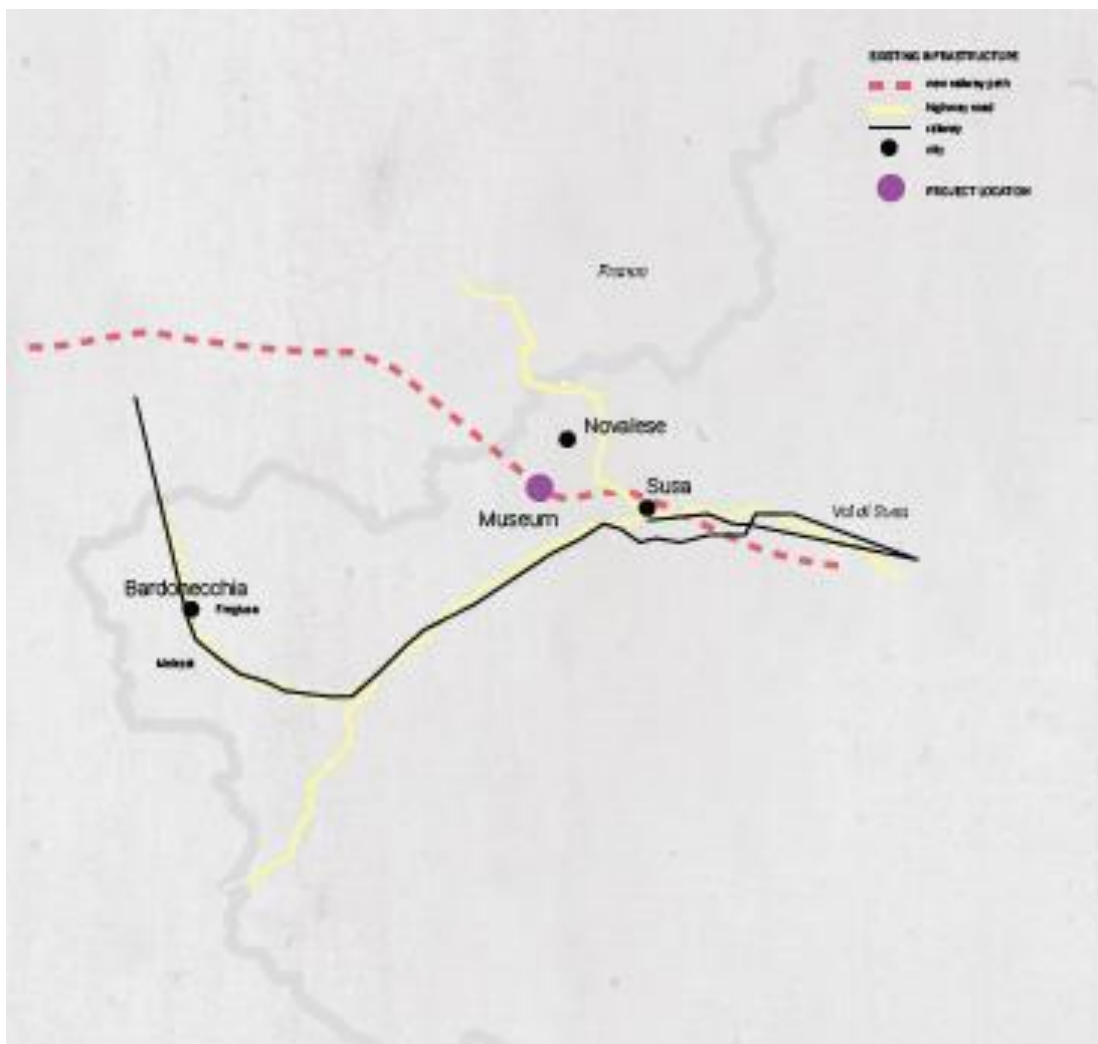 EXISTING INFRASTRUCTURE
new railway path
highway road
railway
city
PROJECT LOCATION
France
Novalese
Susa
Museum
Val di Susa
Bardonecchia